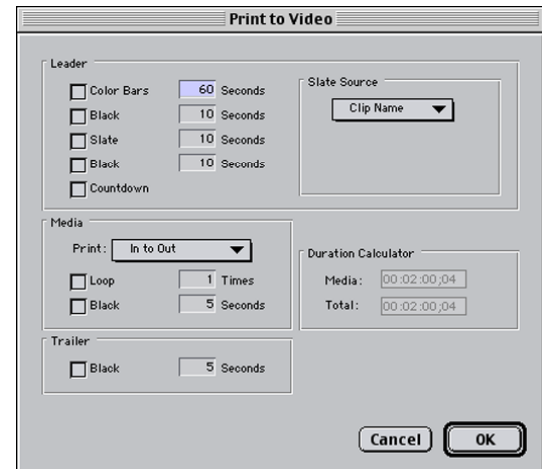 Print to Video
Leader
Color Bars 60 Seconds
Black 10 Seconds
Slate 10 Seconds
Black 10 Seconds
Countdown
Slate Source
Clip Name
Media
Print: In to Out
Loop 1 Times
Black 5 Seconds
Duration Calculator
Media: 00:02:00;04
Total: 00:02:00;04
Trailer
Black 5 Seconds
Cancel OK